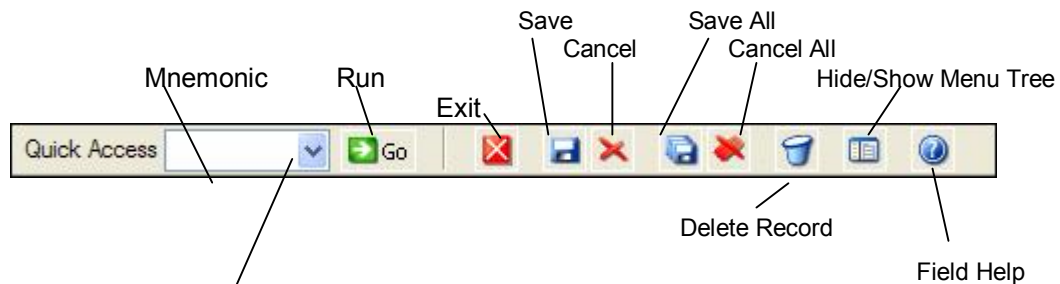 Save
Save All
Cancel
Cancel All
Mnemonic
Run
Hide/Show Menu Tree
Exit
Quick Access
Go
Delete Record
Field Help